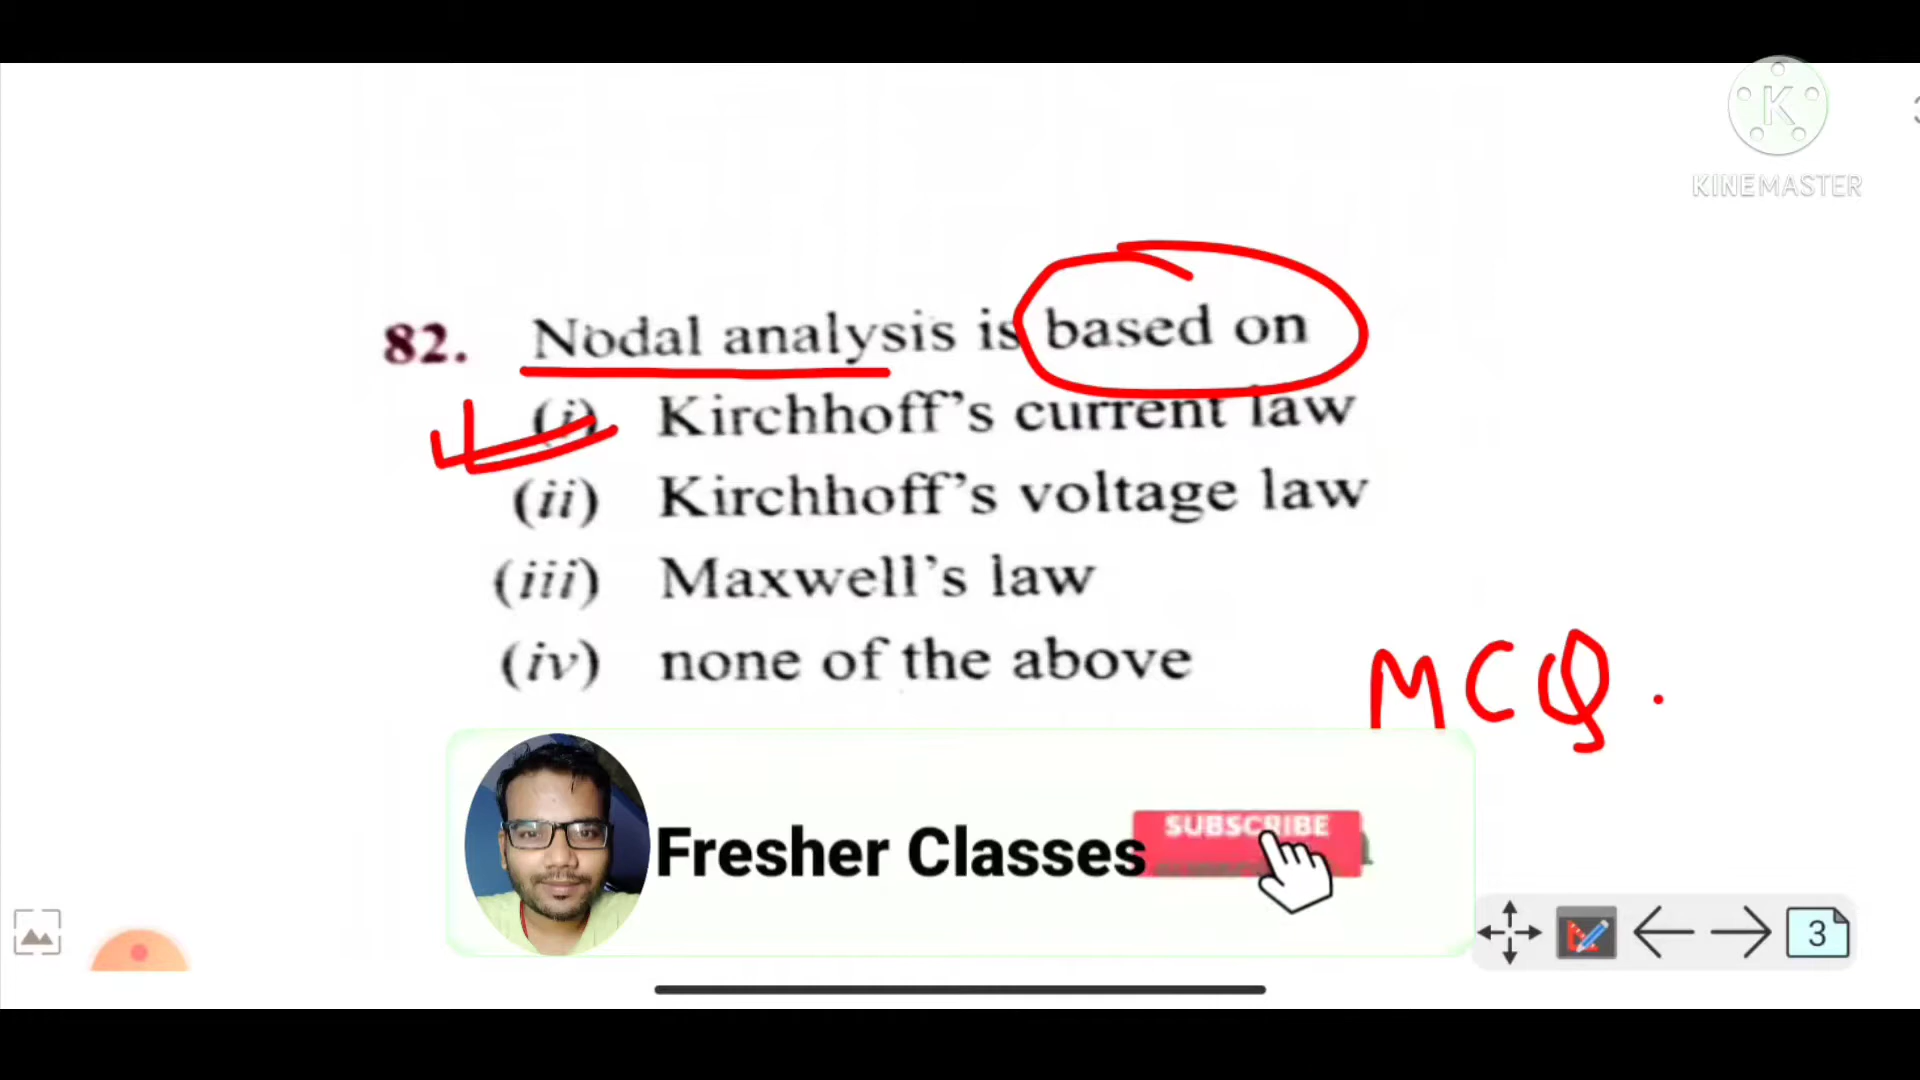 KINEMASTER
82. Nodal analysis is based on
(i) Kirchhoff's current law
(ii) Kirchhoff's voltage law
(iii) Maxwell's law
(iv) none of the above
MCQ.
Fresher Classes
SUBSCRIBE
3